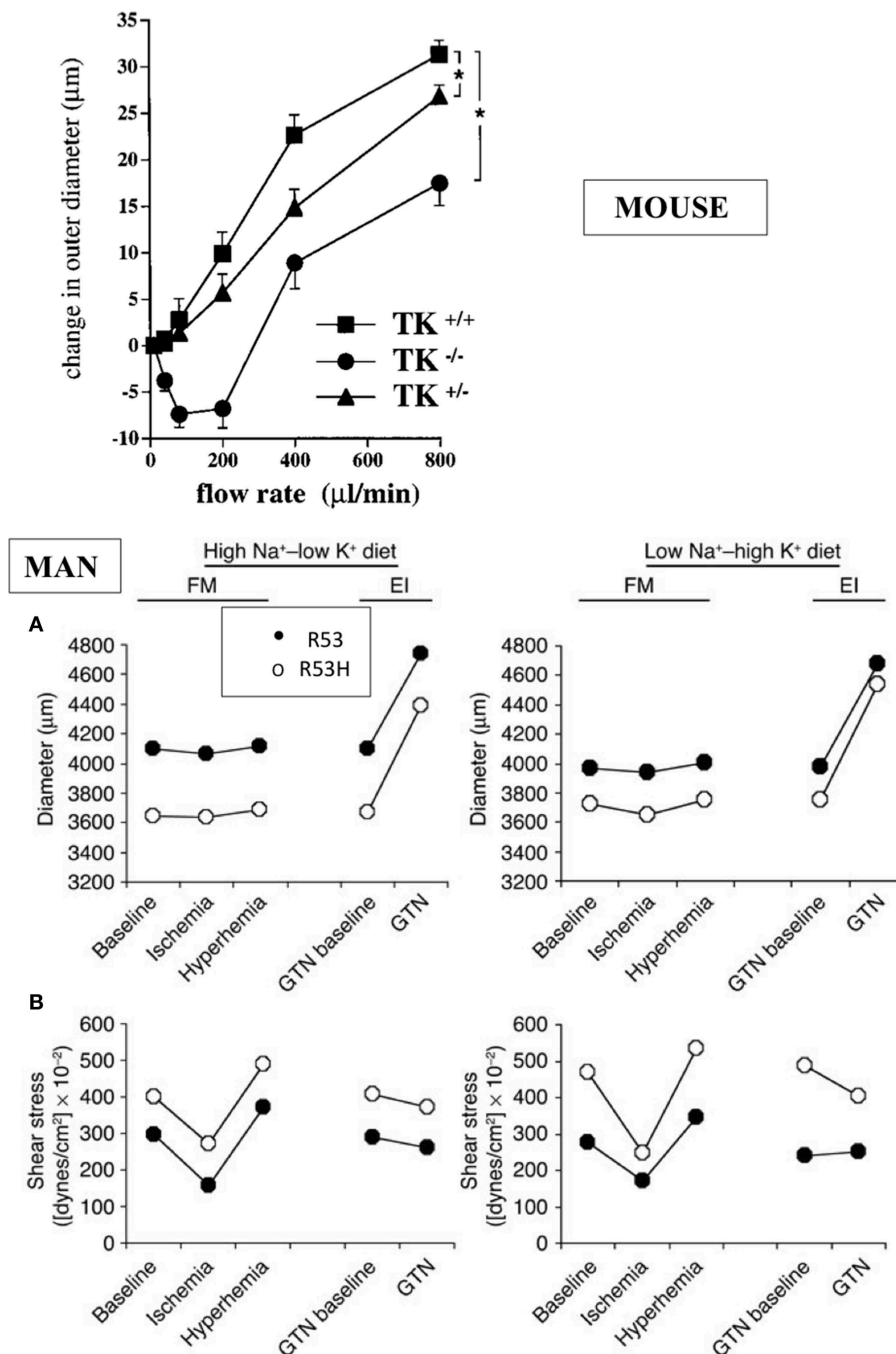 35
30
25
20
15
10
5
0
-5
-10
change in outer diameter (μm)
*
*
TK +/+
TK -/-
TK +/-
0 200 400 600 800
flow rate (μl/min)
MOUSE
MAN
High Na+–low K+ diet
FM EI
Low Na+–high K+ diet
FM EI
A
R53
R53H
4800
4600
4400
4200
4000
3800
3600
3400
3200
Diameter (μm)
Baseline
Ischemia
Hyperhemia
GTN baseline
GTN
4800
4600
4400
4200
4000
3800
3600
3400
3200
Diameter (μm)
Baseline
Ischemia
Hyperhemia
GTN baseline
GTN
B
600
500
400
300
200
100
0
Shear stress
([dynes/cm²] × 10⁻²)
Baseline
Ischemia
Hyperhemia
GTN baseline
GTN
600
500
400
300
200
100
0
Shear stress
([dynes/cm²] × 10⁻²)
Baseline
Ischemia
Hyperhemia
GTN baseline
GTN